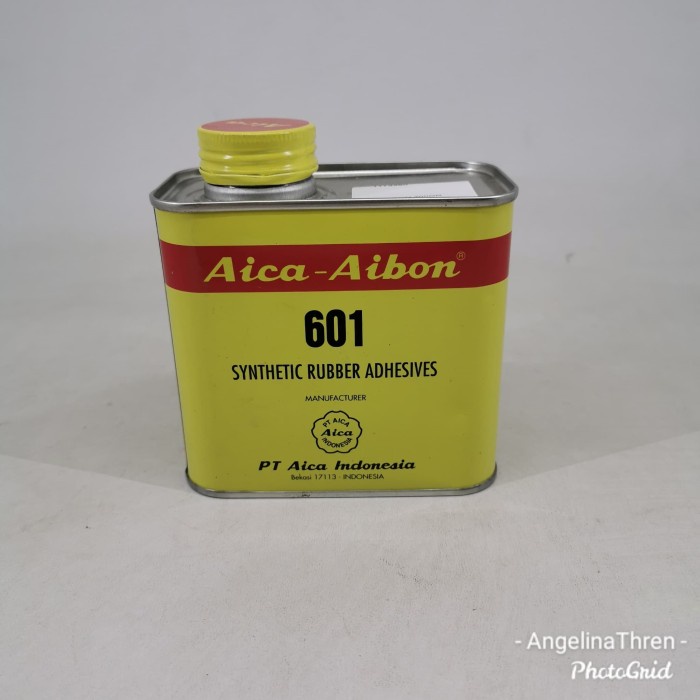 Aica
Aica-Aibon®
601
SYNTHETIC RUBBER ADHESIVES
MANUFACTURER
PT AICA
Aica
INDONESIA
PT Aica Indonesia
Bekasi 17113 - INDONESIA
- AngelinaThren -
PhotoGrid